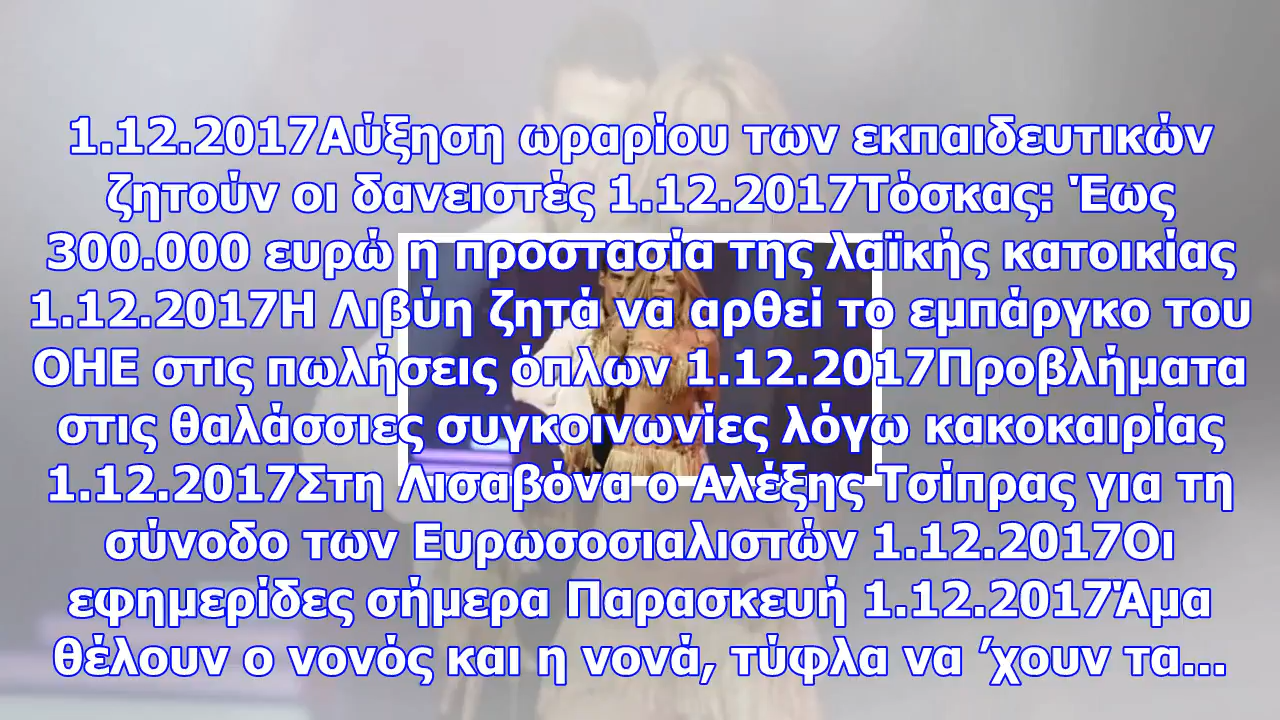 1.12.2017Αύξηση ωραρίου των εκπαιδευτικών
ζητούν οι δανειστές 1.12.2017Τόσκας: Έως
300.000 ευρώ η προστασία της λαϊκής κατοικίας
1.12.2017Η Λιβύη ζητά να αρθεί το εμπάργκο του
ΟΗΕ στις πωλήσεις όπλων 1.12.2017Προβλήματα
στις θαλάσσιες συγκοινωνίες λόγω κακοκαιρίας
1.12.2017Στη Λισαβόνα ο Αλέξης Τσίπρας για τη
σύνοδο των Ευρωσοσιαλιστών 1.12.2017Οι
εφημερίδες σήμερα Παρασκευή 1.12.2017Άμα
θέλουν ο νονός και η νονά, τύφλα να ’χουν τα...